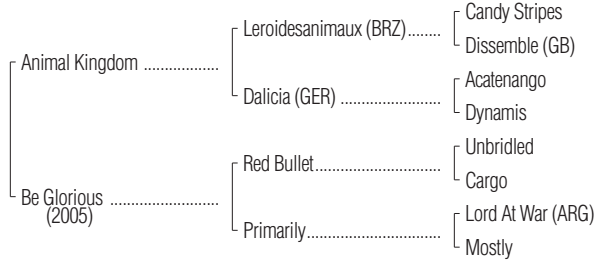 Candy Stripes
Leroidesanimaux (BRZ)........
Dissemble (GB)
Animal Kingdom ...................
Acatenango
Dalicia (GER) .........................
Dynamis
Unbridled
Red Bullet................................
Cargo
Be Glorious ...........................
(2005)
Lord At War (ARG)
Primarily..................................
Mostly